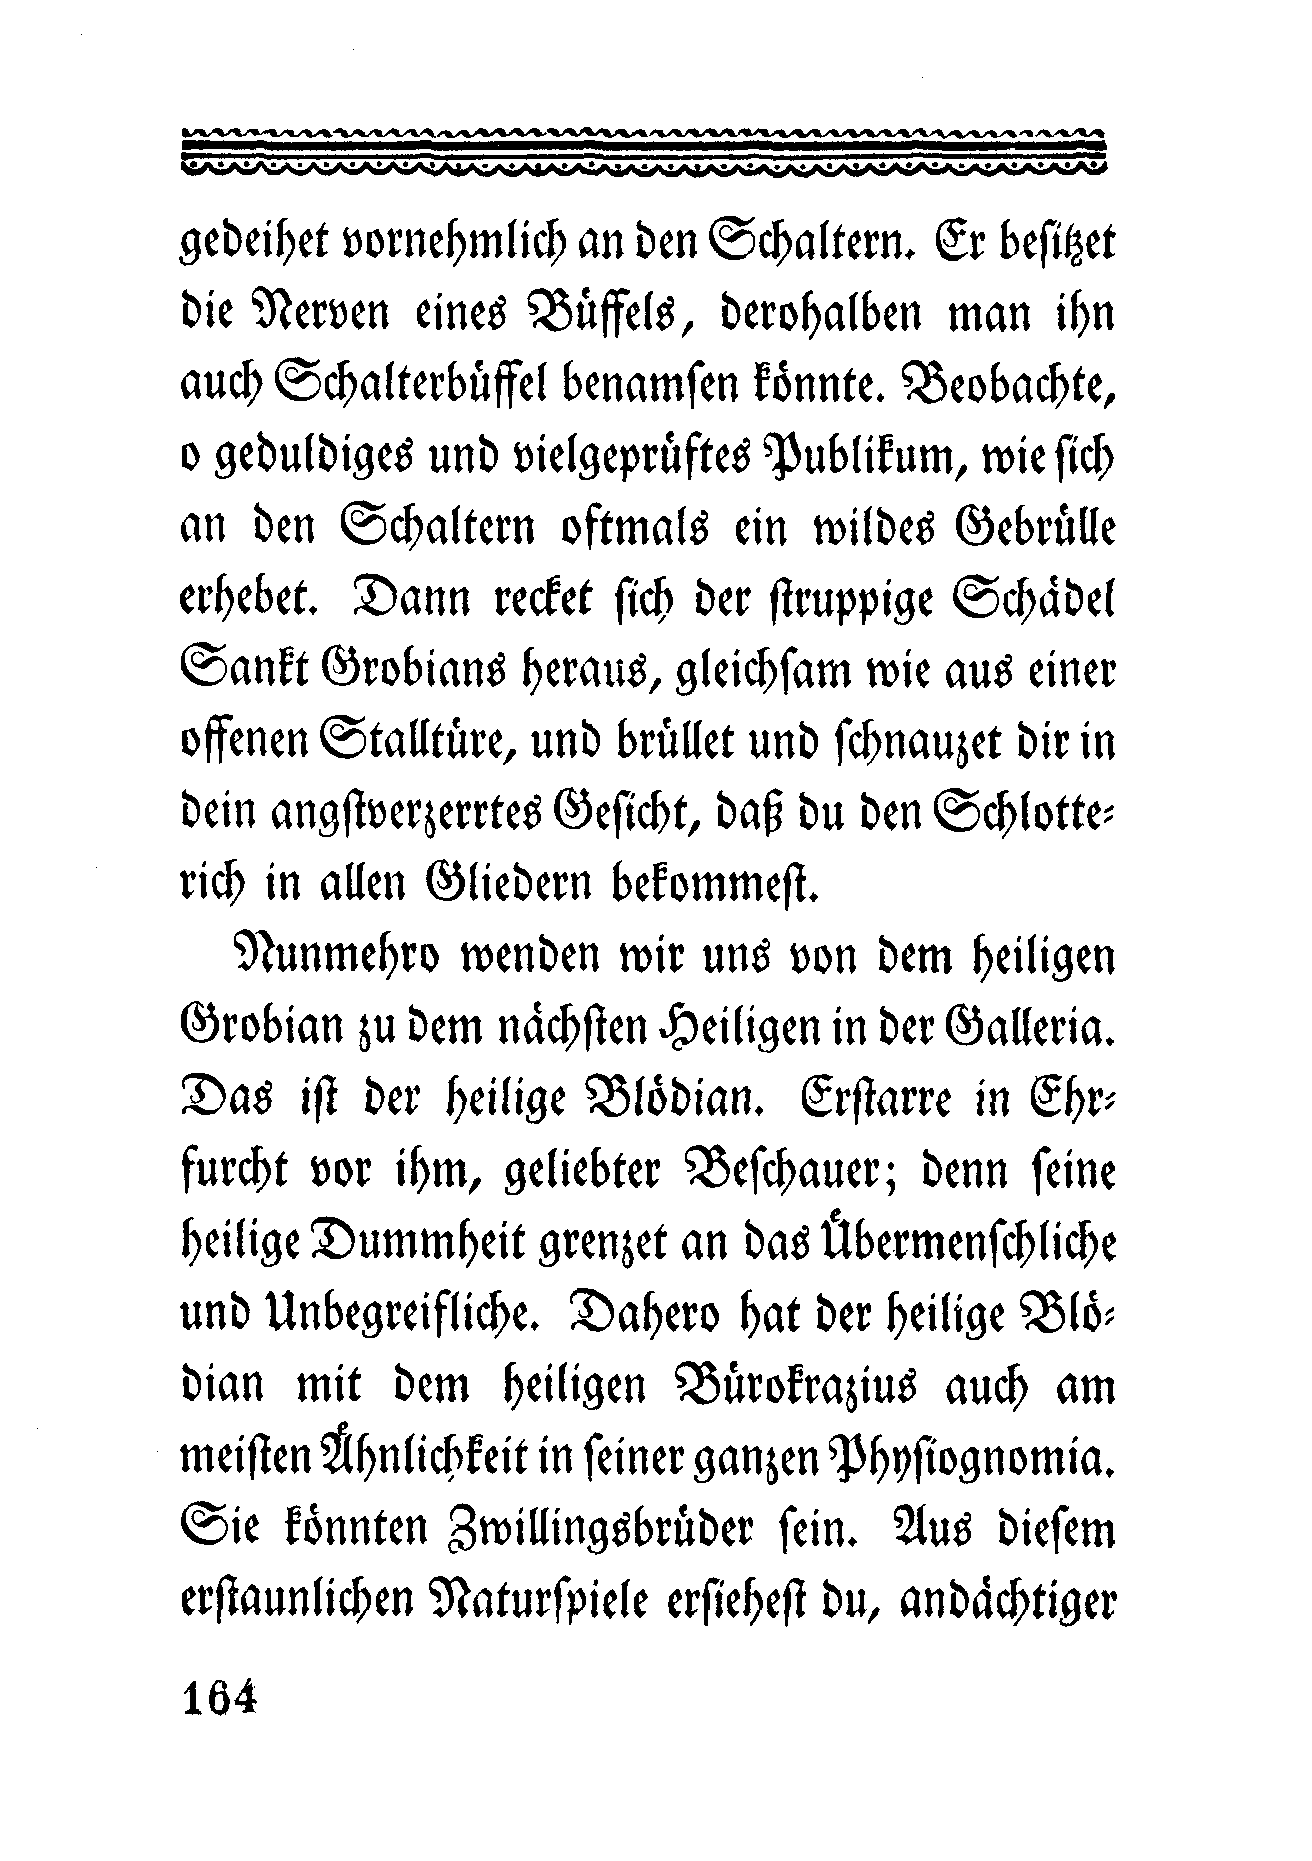 gedeihet vornehmlich an den Schaltern. Er beſitzet
die Nerven eines Büffels, derohalben man ihn
auch Schalterbüffel benamſen könnte. Beobachte,
o geduldiges und vielgeprüftes Publikum, wie ſich
an den Schaltern oftmals ein wildes Gebrülle
erhebet. Dann recket ſich der ſtruppige Schädel
Sankt Grobians heraus, gleichſam wie aus einer
offenen Stalltüre, und brüllet und ſchnauzet dir in
dein angſtverzerrtes Geſicht, daß du den Schlotte⸗
rich in allen Gliedern bekommeſt.
Nunmehro wenden wir uns von dem heiligen
Grobian zu dem nächſten Heiligen in der Galleria.
Das iſt der heilige Blödian. Erſtarre in Ehr⸗
furcht vor ihm, geliebter Beſchauer; denn ſeine
heilige Dummheit grenzet an das Übermenſchliche
und Unbegreifliche. Dahero hat der heilige Blö⸗
dian mit dem heiligen Bürokrazius auch am
meiſten Ähnlichkeit in ſeiner ganzen Phyſiognomia.
Sie könnten Zwillingsbrüder ſein. Aus dieſem
erſtaunlichen Naturſpiele erſieheſt du, andächtiger
164